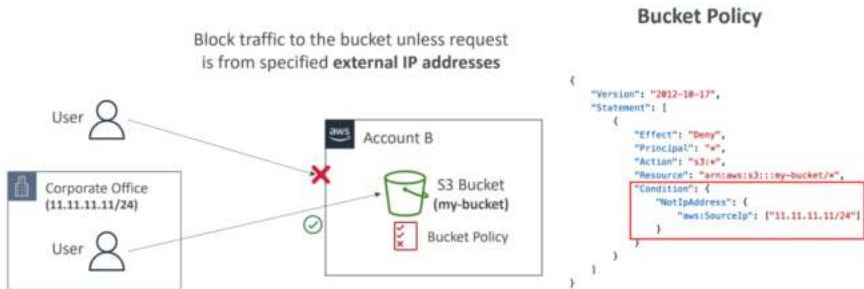 Bucket Policy
Block traffic to the bucket unless request
is from specified external IP addresses
User
aws
Account B
Corporate Office
(11.11.11.11/24)
S3 Bucket
(my-bucket)
User
Bucket Policy
{
"Version": "2012-10-17",
"Statement": [
{
"Effect": "Deny",
"Principal": "*",
"Action": "s3:*",
"Resource": "arn:aws:s3:::my-bucket/*",
"Condition": {
"NotIpAddress": {
"aws:SourceIp": ["11.11.11.11/24"]
}
}
}
]
}